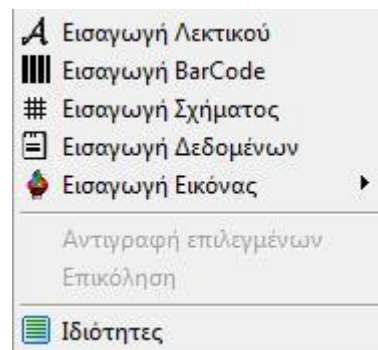 Εισαγωγή Λεκτικού
Εισαγωγή BarCode
Εισαγωγή Σχήματος
Εισαγωγή Δεδομένων
Εισαγωγή Εικόνας
Αντιγραφή επιλεγμένων
Επικόληση
Ιδιότητες